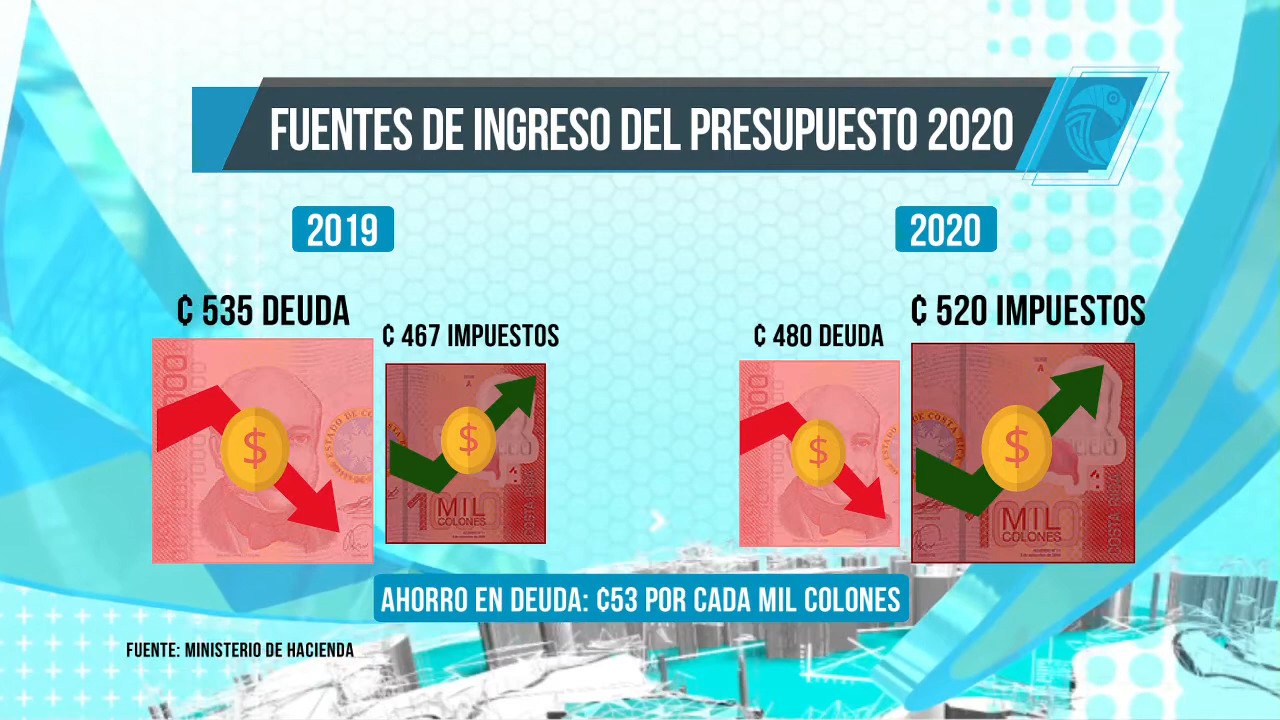 FUENTES DE INGRESO DEL PRESUPUESTO 2020
2019
2020
₵ 535 DEUDA
₵ 467 IMPUESTOS
₵ 480 DEUDA
₵ 520 IMPUESTOS
$
$
$
$
MIL
COLONES
MIL
COLONES
AHORRO EN DEUDA: ₵53 POR CADA MIL COLONES
FUENTE: MINISTERIO DE HACIENDA